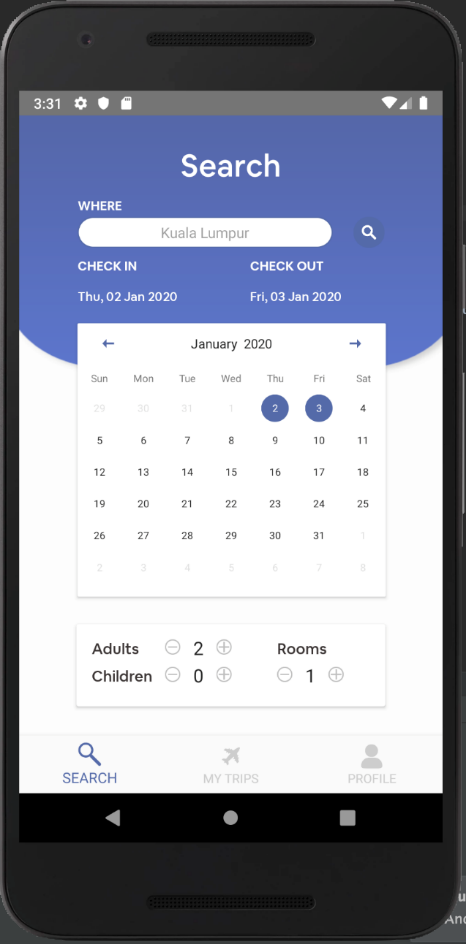 3:31
Search
WHERE
Kuala Lumpur
CHECK IN CHECK OUT
Thu, 02 Jan 2020 Fri, 03 Jan 2020
January 2020
Sun Mon Tue Wed Thu Fri Sat
29 30 31 1 2 3 4
5 6 7 8 9 10 11
12 13 14 15 16 17 18
19 20 21 22 23 24 25
26 27 28 29 30 31 1
2 3 4 5 6 7 8
Adults 2 Rooms
Children 0 1
SEARCH MY TRIPS PROFILE